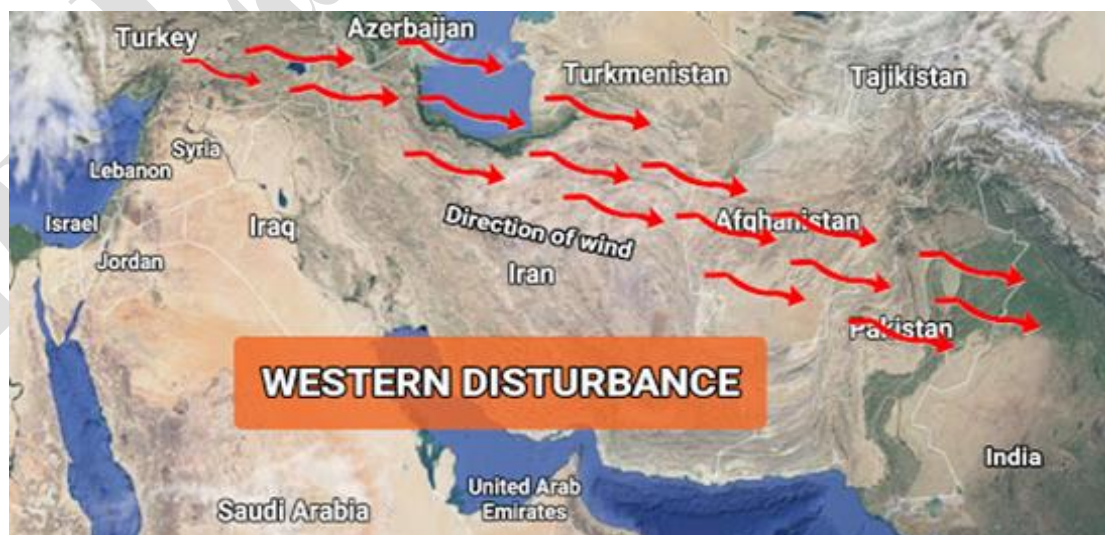 Turkey
Azerbaijan
Turkmenistan
Tajikistan
Syria
Lebanon
Israel
Iraq
Jordan
Direction of wind
Iran
Afghanistan
Pakistan
WESTERN DISTURBANCE
India
United Arab
Emirates
Saudi Arabia